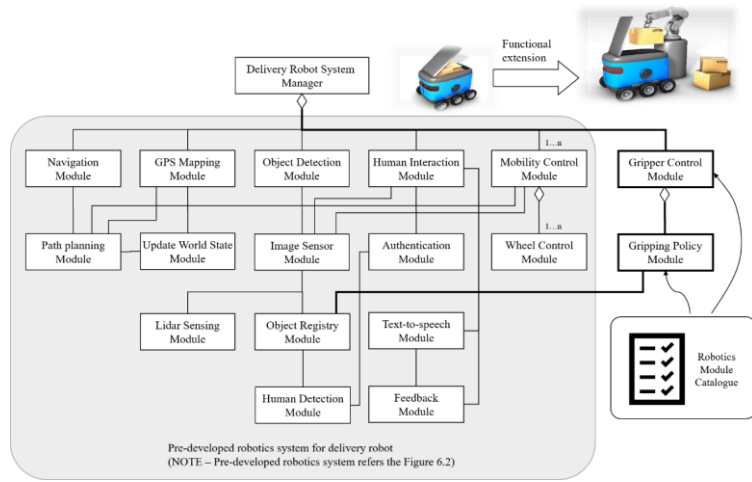 Functional
extension
Delivery Robot System
Manager
1…n
Navigation
Module
GPS Mapping
Module
Object Detection
Module
Human Interaction
Module
Mobility Control
Module
Gripper Control
Module
1…n
Path planning
Module
Update World State
Module
Image Sensor
Module
Authentication
Module
Wheel Control
Module
Gripping Policy
Module
Lidar Sensing
Module
Object Registry
Module
Text-to-speech
Module
Robotics
Module
Catalogue
Human Detection
Module
Feedback
Module
Pre-developed robotics system for delivery robot
(NOTE – Pre-developed robotics system refers the Figure 6.2)